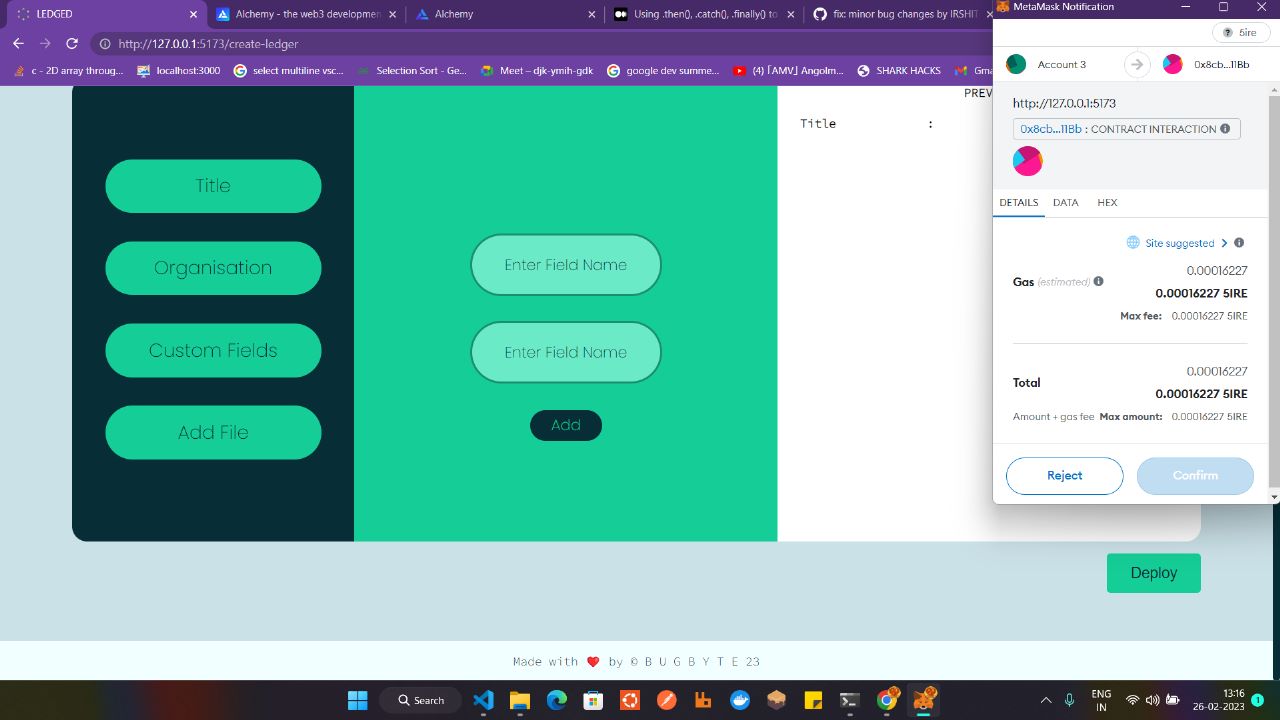 LEDGED
Alchemy - the web3 developmen
Alchemy
Using .then(), .catch(), .finally() to
fix: minor bug changes by IRSHIT
http://127.0.0.1:5173/create-ledger
c - 2D array throug...
localhost:3000
select multiline vsc...
Selection Sort - Ge...
Meet – djk-ymih-gdk
google dev summe...
(4) 「AMV」 Angolm...
SHARK HACKS
Gma
Title
Organisation
Custom Fields
Add File
Enter Field Name
Enter Field Name
Add
PREV
Title :
Deploy
Made with ❤️ by © B U G B Y T E 23
MetaMask Notification
5ire
Account 3
0x8cb...11Bb
http://127.0.0.1:5173
0x8cb...11Bb : CONTRACT INTERACTION
DETAILS DATA HEX
Site suggested
0.00016227
Gas (estimated) 0.00016227 5IRE
Max fee: 0.00016227 5IRE
0.00016227
Total 0.00016227 5IRE
Amount + gas fee Max amount: 0.00016227 5IRE
Reject
Confirm
Search
ENG
IN
13:16
26-02-2023
1